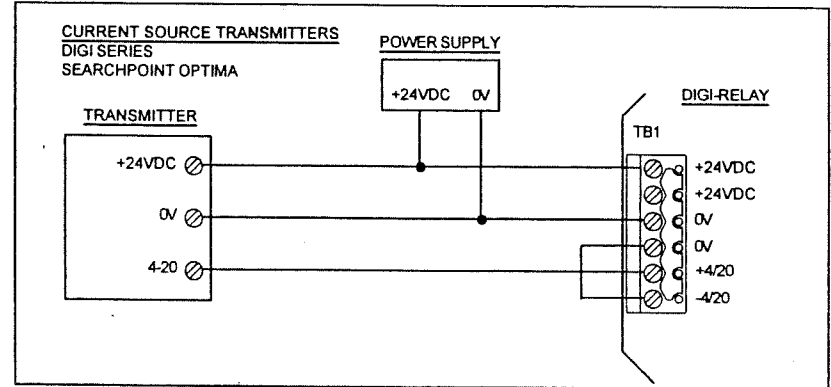 CURRENT SOURCE TRANSMITTERS
DIGI SERIES
SEARCHPOINT OPTIMA
POWER SUPPLY
+24VDC 0V
DIGI-RELAY
TRANSMITTER
TB1
+24VDC
0V
4-20
+24VDC
+24VDC
0V
0V
+4/20
-4/20